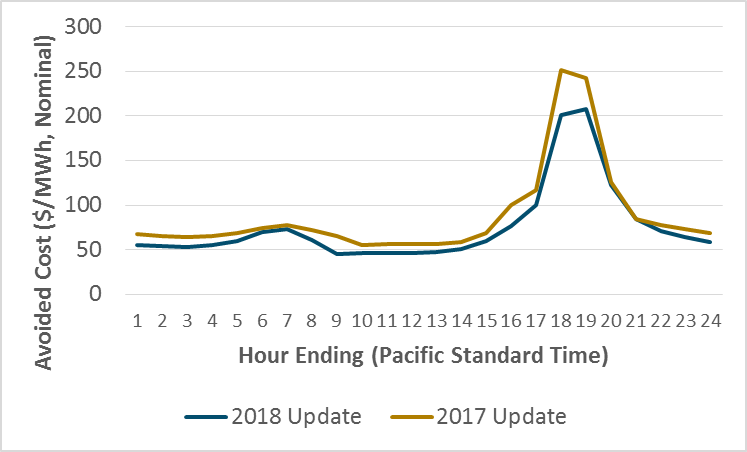 300
250
200
150
100
50
0
Avoided Cost ($/MWh, Nominal)
1 2 3 4 5 6 7 8 9 10 11 12 13 14 15 16 17 18 19 20 21 22 23 24
Hour Ending (Pacific Standard Time)
2018 Update 2017 Update